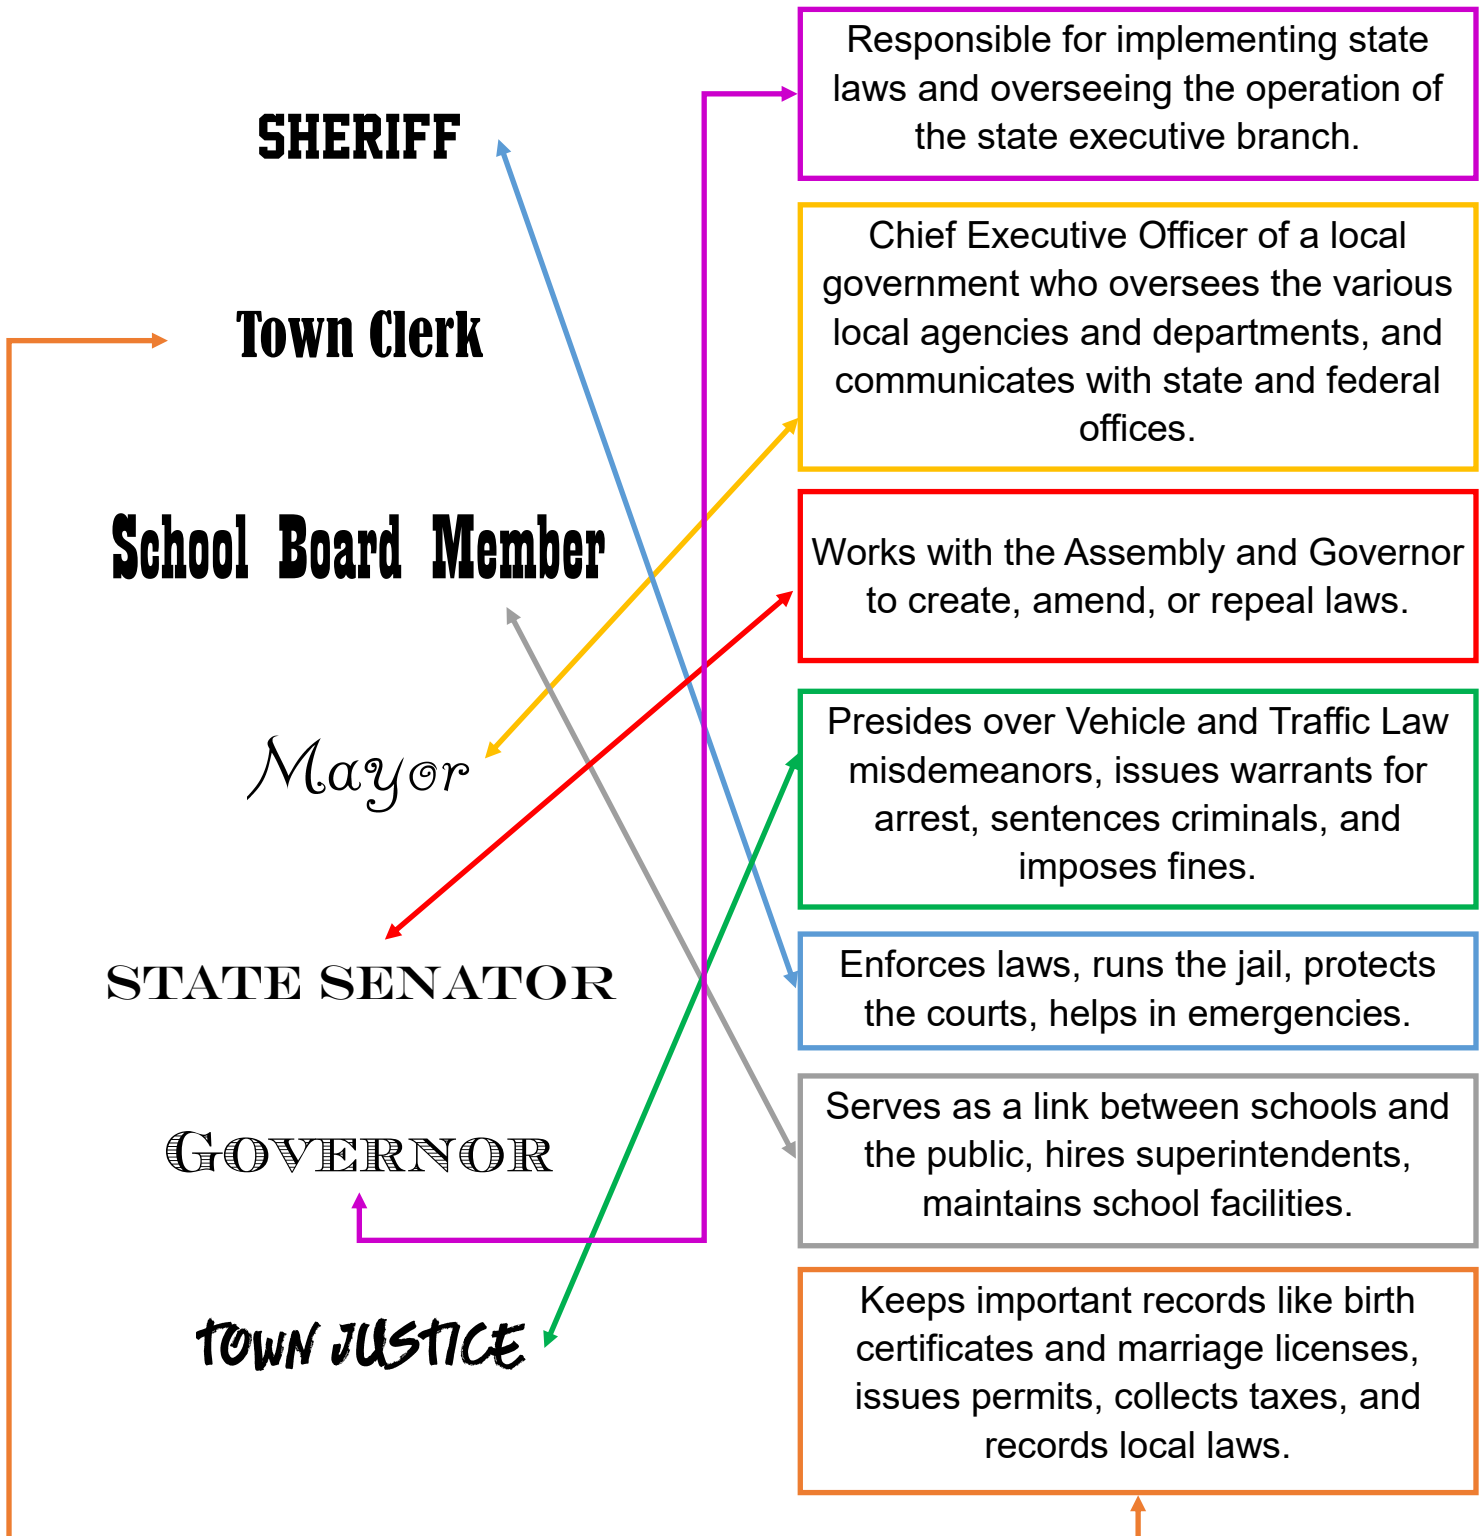 SHERIFF
Town Clerk
School Board Member
Mayor
STATE SENATOR
GOVERNOR
TOWN JUSTICE
Responsible for implementing state
laws and overseeing the operation of
the state executive branch.
Chief Executive Officer of a local
government who oversees the various
local agencies and departments, and
communicates with state and federal
offices.
Works with the Assembly and Governor
to create, amend, or repeal laws.
Presides over Vehicle and Traffic Law
misdemeanors, issues warrants for
arrest, sentences criminals, and
imposes fines.
Enforces laws, runs the jail, protects
the courts, helps in emergencies.
Serves as a link between schools and
the public, hires superintendents,
maintains school facilities.
Keeps important records like birth
certificates and marriage licenses,
issues permits, collects taxes, and
records local laws.